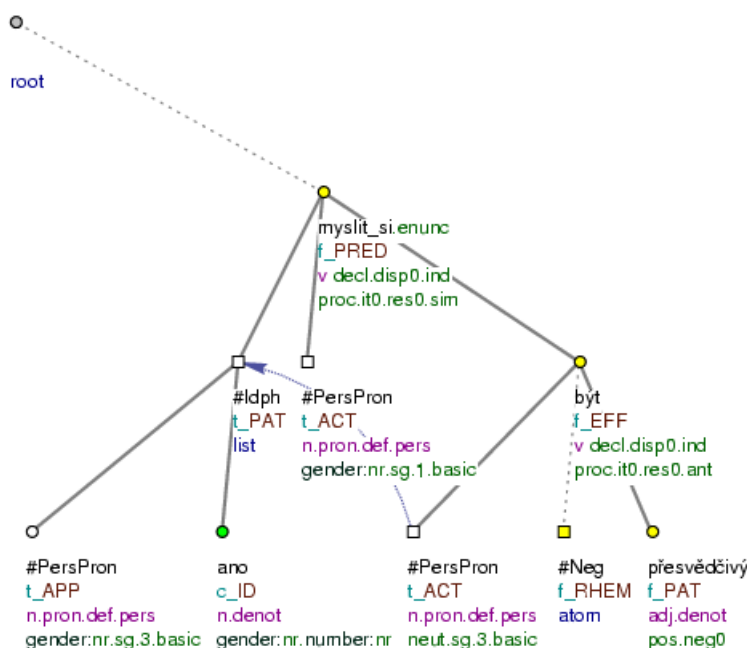 root
myslit_si.enunc
f_PRED
v decl.disp0.ind
proc.it0.res0.sim
#Idph
t_PAT
list
#PersPron
t_ACT
n.pron.def.pers
gender:nr.sg.1.basic
byt
f_EFF
v decl.disp0.ind
proc.it0.res0.ant
#PersPron
t_APP
n.pron.def.pers
gender:nr.sg.3.basic
ano
c_ID
n.denot
gender:nr.number:nr
#PersPron
t_ACT
n.pron.def.pers
neut.sg.3.basic
#Neg
f_RHEM
atom
přesvědčivý
f_PAT
adj.denot
pos.neg0